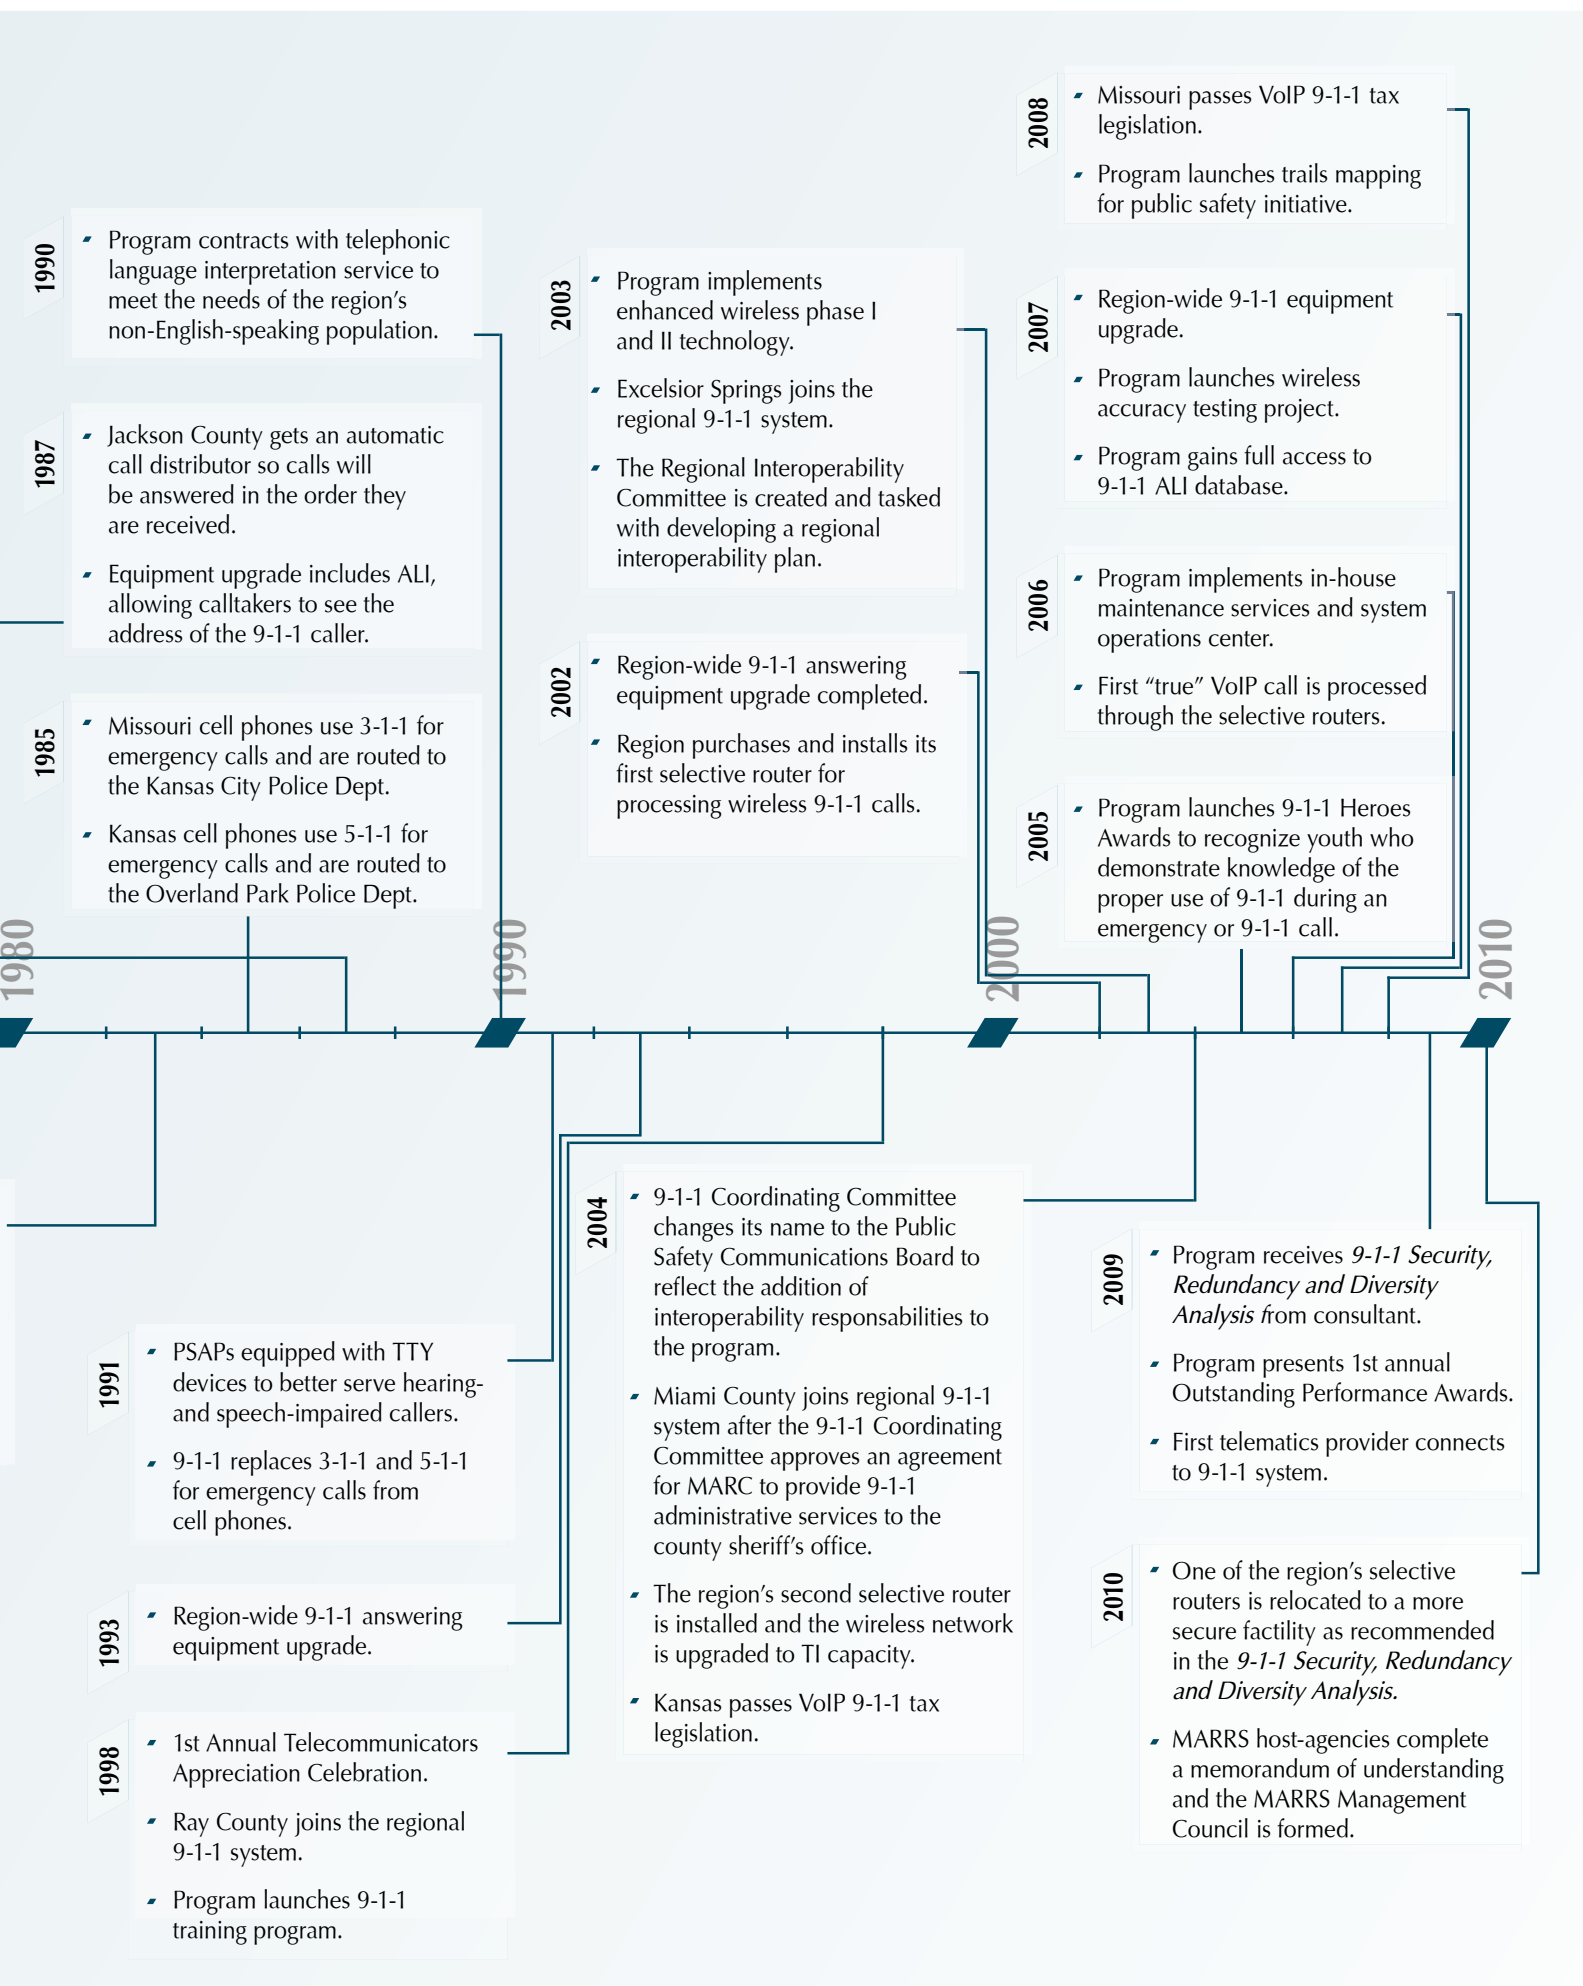 1990
Program contracts with telephonic
language interpretation service to
meet the needs of the region's
non-English-speaking population.
1987
Jackson County gets an automatic
call distributor so calls will
be answered in the order they
are received.
Equipment upgrade includes ALI,
allowing calltakers to see the
address of the 9-1-1 caller.
1985
Missouri cell phones use 3-1-1 for
emergency calls and are routed to
the Kansas City Police Dept.
Kansas cell phones use 5-1-1 for
emergency calls and are routed to
the Overland Park Police Dept.
2003
Program implements
enhanced wireless phase I
and II technology.
Excelsior Springs joins the
regional 9-1-1 system.
The Regional Interoperability
Committee is created and tasked
with developing a regional
interoperability plan.
2002
Region-wide 9-1-1 answering
equipment upgrade completed.
Region purchases and installs its
first selective router for
processing wireless 9-1-1 calls.
2008
Missouri passes VoIP 9-1-1 tax
legislation.
Program launches trails mapping
for public safety initiative.
2007
Region-wide 9-1-1 equipment
upgrade.
Program launches wireless
accuracy testing project.
Program gains full access to
9-1-1 ALI database.
2006
Program implements in-house
maintenance services and system
operations center.
First “true” VoIP call is processed
through the selective routers.
2005
Program launches 9-1-1 Heroes
Awards to recognize youth who
demonstrate knowledge of the
proper use of 9-1-1 during an
emergency or 9-1-1 call.
1980
1990
2000
2010
1991
PSAPs equipped with TTY
devices to better serve hearing-
and speech-impaired callers.
9-1-1 replaces 3-1-1 and 5-1-1
for emergency calls from
cell phones.
1993
Region-wide 9-1-1 answering
equipment upgrade.
1998
1st Annual Telecommunicators
Appreciation Celebration.
Ray County joins the regional
9-1-1 system.
Program launches 9-1-1
training program.
2004
9-1-1 Coordinating Committee
changes its name to the Public
Safety Communications Board to
reflect the addition of
interoperability responsabilities to
the program.
Miami County joins regional 9-1-1
system after the 9-1-1 Coordinating
Committee approves an agreement
for MARC to provide 9-1-1
administrative services to the
county sheriff's office.
The region's second selective router
is installed and the wireless network
is upgraded to TI capacity.
Kansas passes VoIP 9-1-1 tax
legislation.
2009
Program receives 9-1-1 Security,
Redundancy and Diversity
Analysis from consultant.
Program presents 1st annual
Outstanding Performance Awards.
First telematics provider connects
to 9-1-1 system.
2010
One of the region's selective
routers is relocated to a more
secure factility as recommended
in the 9-1-1 Security, Redundancy
and Diversity Analysis.
MARRS host-agencies complete
a memorandum of understanding
and the MARRS Management
Council is formed.